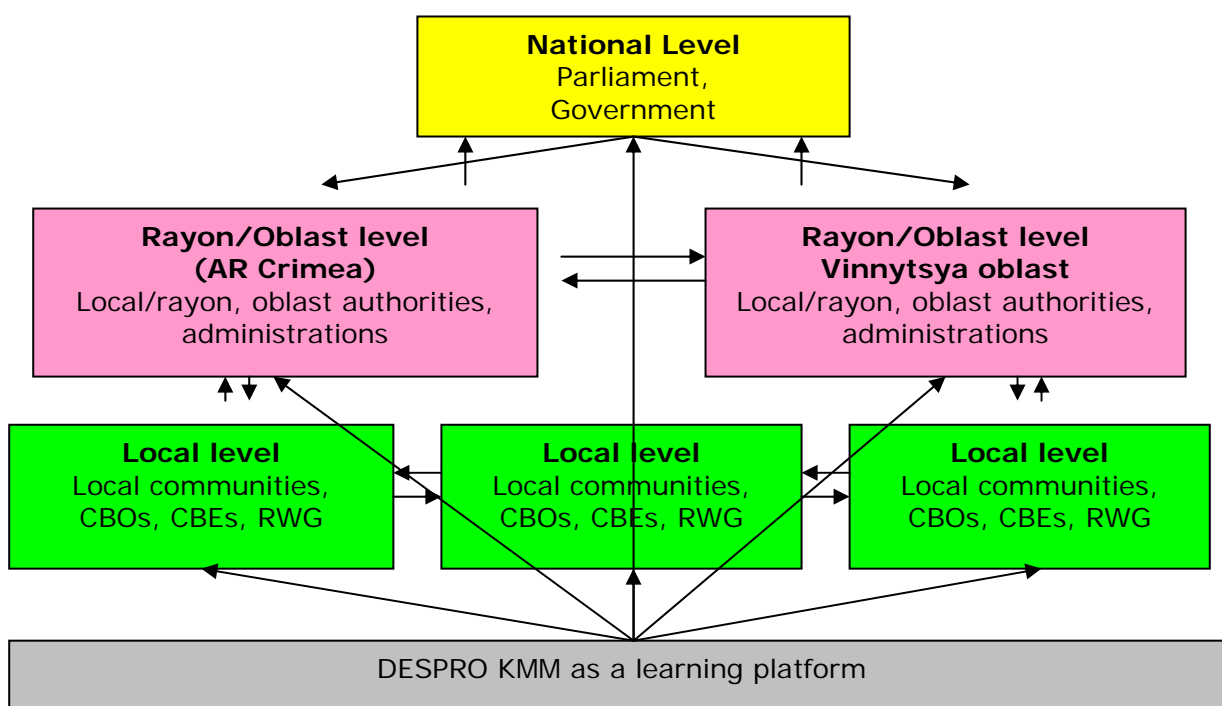 National Level
Parliament,
Government
Rayon/Oblast level
(AR Crimea)
Local/rayon, oblast authorities,
administrations
Rayon/Oblast level
Vinnytsya oblast
Local/rayon, oblast authorities,
administrations
Local level
Local communities,
CBOs, CBEs, RWG
Local level
Local communities,
CBOs, CBEs, RWG
Local level
Local communities,
CBOs, CBEs, RWG
DESPRO KMM as a learning platform